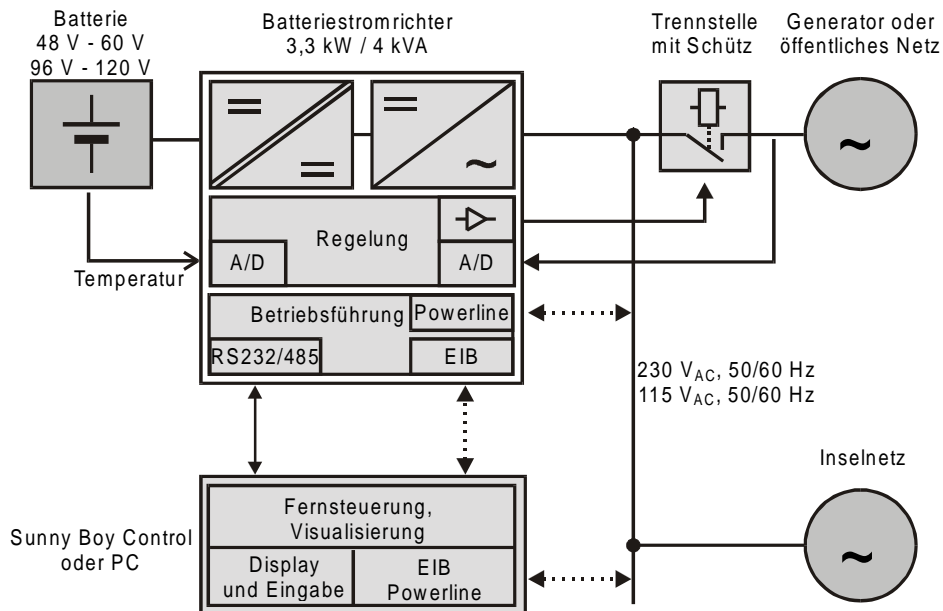 Batterie
48 V - 60 V
96 V - 120 V
Batteriestromrichter
3,3 kW / 4 kVA
Trennstelle
mit Schütz
Generator oder
öffentliches Netz
~
~
Regelung
A/D
A/D
Temperatur
Betriebsführung
Powerline
RS232/485
EIB
230 VAC, 50/60 Hz
115 VAC, 50/60 Hz
Inselnetz
~
Sunny Boy Control
oder PC
Fernsteuerung,
Visualisierung
Display
und Eingabe
EIB
Powerline